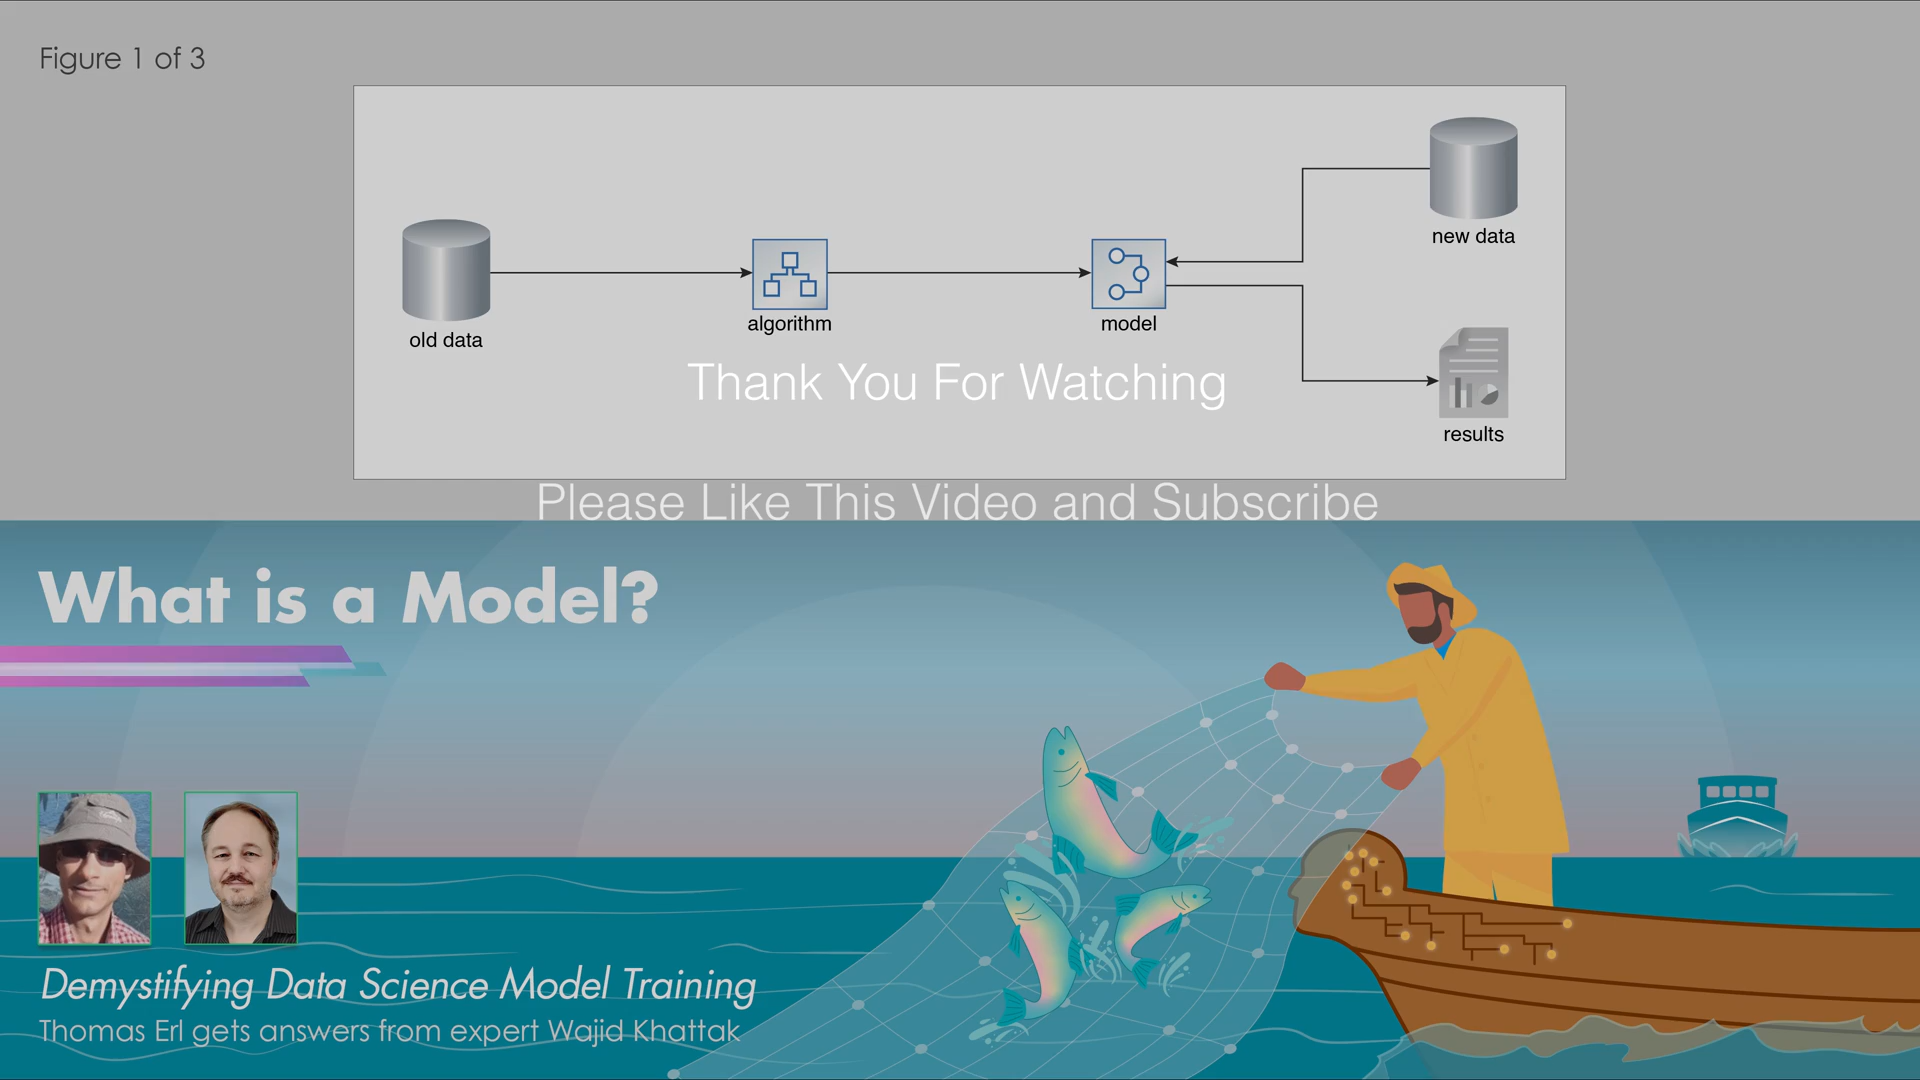 Figure 1 of 3
new data
old data
algorithm
model
Thank You For Watching
results
Please Like This Video and Subscribe
What is a Model?
Demystifying Data Science Model Training
Thomas Erl gets answers from expert Wajid Khattak